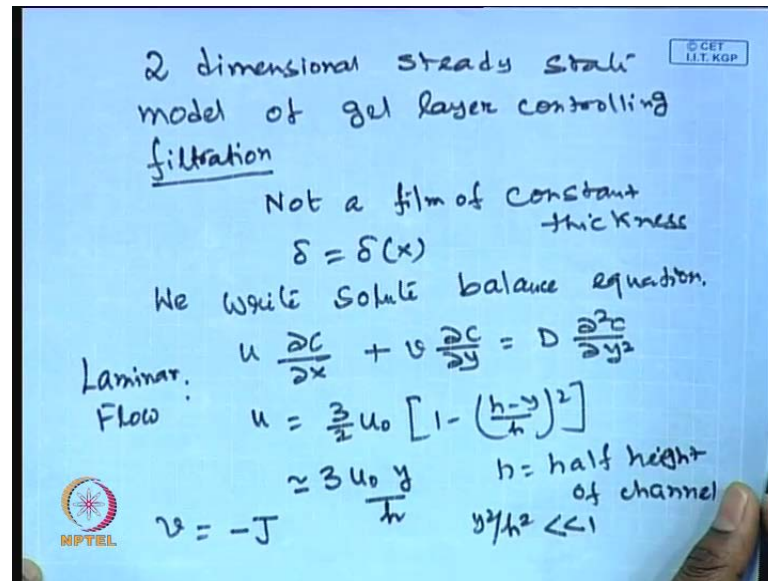 2 dimensional steady state
© CET
I.I.T. KGP
model of gel layer controlling
filtration
Not a film of constant
thickness
δ = δ(x)
We write solute balance equation.
u ∂c/∂x + v ∂c/∂y = D ∂²c/∂y²
Laminar
Flow : u = 3/2 u₀ [1 - ((h-y)/h)²]
≃ 3 u₀ y/h
h = half height
of channel
v = -J
y²/h² <<1
NPTEL